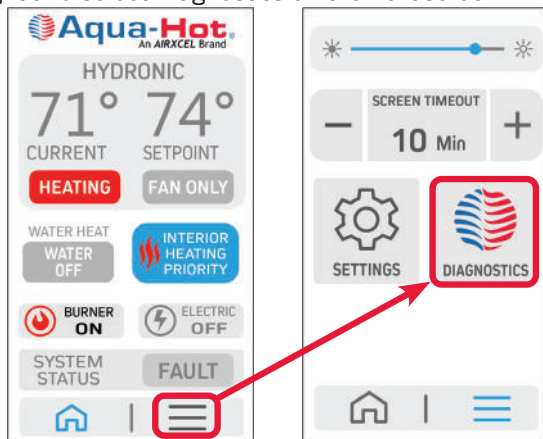 Aqua-Hot.
An AIRXCEL Brand
HYDRONIC
71° 74°
CURRENT SETPOINT
HEATING FAN ONLY
WATER HEAT
WATER
OFF
INTERIOR
HEATING
PRIORITY
BURNER
ON
ELECTRIC
OFF
SYSTEM
STATUS
FAULT
SCREEN TIMEOUT
− 10 Min +
SETTINGS DIAGNOSTICS